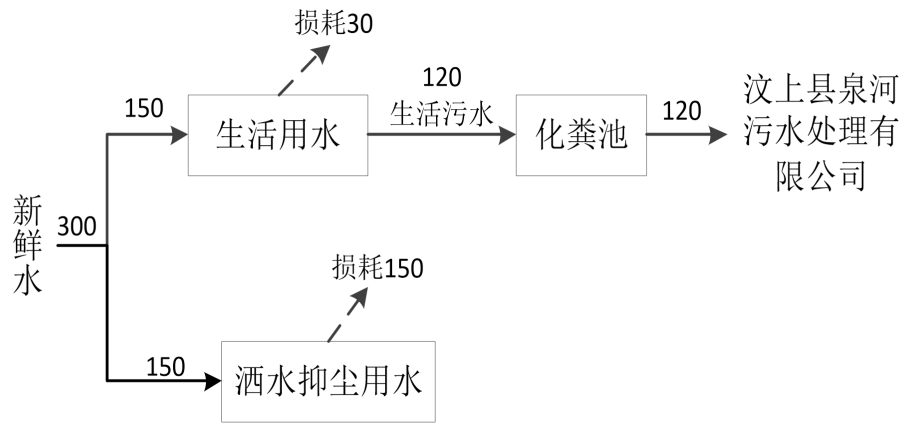 损耗30
150
生活用水
120
生活污水
化粪池
120
汶上县泉河
污水处理有
限公司
新鲜水
300
损耗150
150
洒水抑尘用水